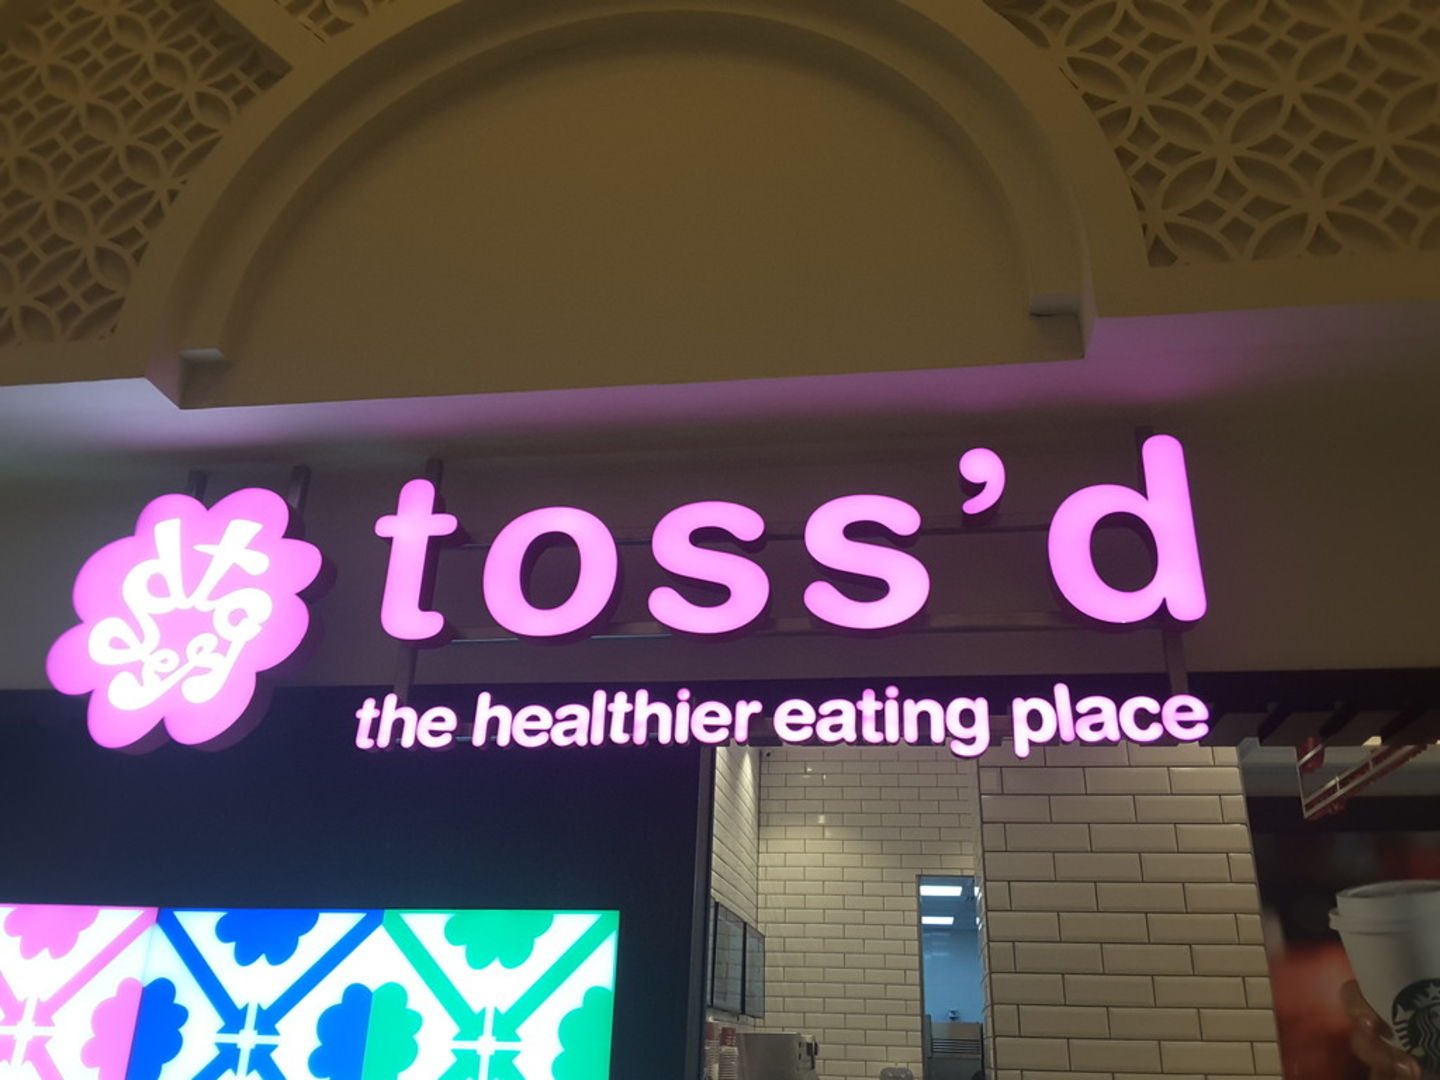 toss'd
the healthier eating place